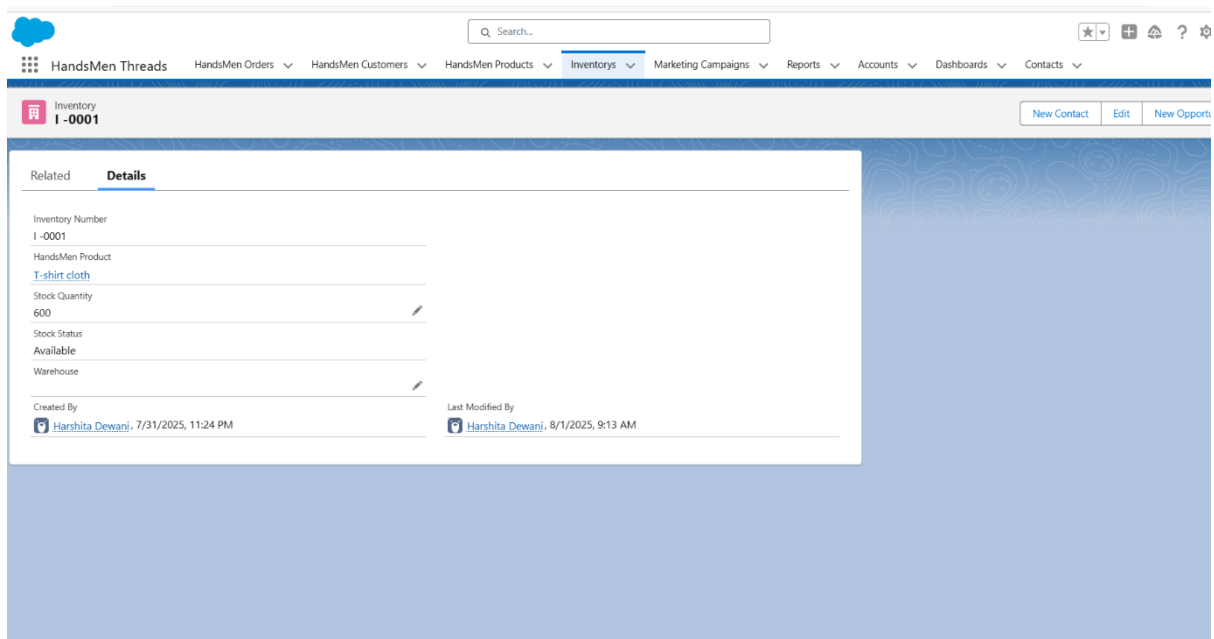 Search...
HandsMen Threads HandsMen Orders HandsMen Customers HandsMen Products Inventorys Marketing Campaigns Reports Accounts Dashboards Contacts
Inventory
I -0001
New Contact Edit New Opportu
Related Details
Inventory Number
I -0001
HandsMen Product
T-shirt cloth
Stock Quantity
600
Stock Status
Available
Warehouse
Created By Last Modified By
Harshita Dewani, 7/31/2025, 11:24 PM Harshita Dewani, 8/1/2025, 9:13 AM